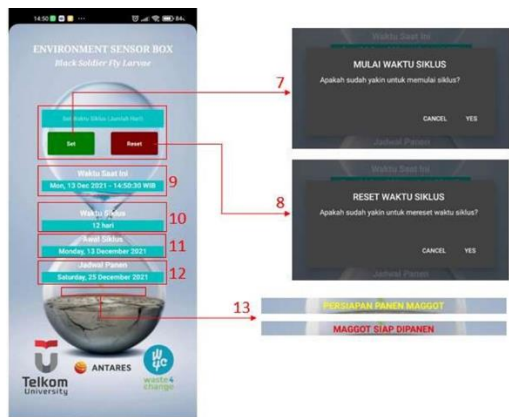 14:50
84%
ENVIRONMENT SENSOR BOX
Black Soldier Fly Larvae
Set Waktu Siklus (Jumlah Hari)
Set
Reset
Waktu Saat Ini
Mon, 13 Dec 2021 - 14:50:30 WIB
Waktu Siklus
12 hari
Awal Siklus
Monday, 13 December 2021
Jadwal Panen
Saturday, 25 December 2021
Telkom
University
ANTARES
waste4
change
7
8
9
10
11
12
13
MULAI WAKTU SIKLUS
Apakah sudah yakin untuk memulai siklus?
CANCEL YES
Waktu Saat Ini
RESET WAKTU SIKLUS
Apakah sudah yakin untuk mereset waktu siklus?
CANCEL YES
Jadwal Panen
PERSIAPAN PANEN MAGGOT
MAGGOT SIAP DIPANEN